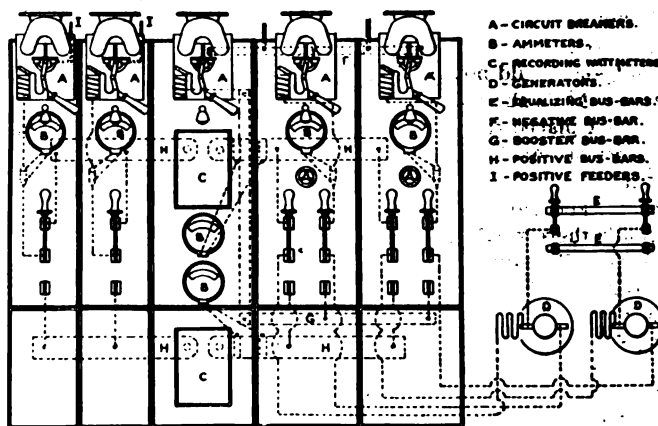 I I
A - CIRCUIT BREAKERS.
B - AMMETERS.
C - RECORDING WATTMETERS
D - GENERATORS.
E - EQUALIZING BUS-BARS.
F - NEGATIVE BUS-BAR.
G - BOOSTER BUS-BAR.
H - POSITIVE BUS-BARS.
I - POSITIVE FEEDERS.
A A A A A
B B B B
H H
C
E
E
B
B
G
D D
H H
C